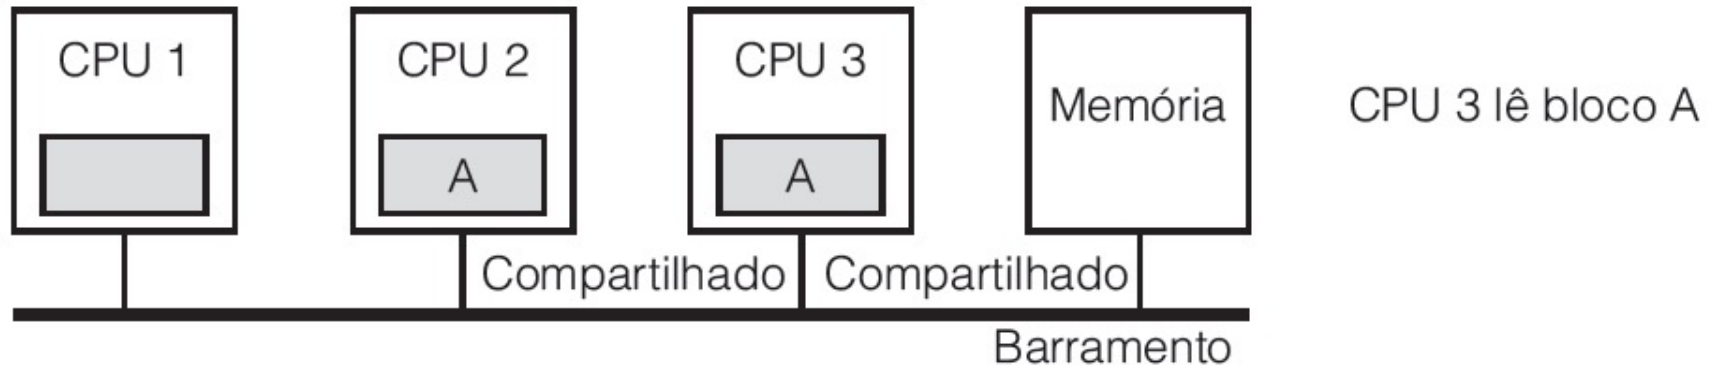 CPU 1
CPU 2
CPU 3
Memória
CPU 3 lê bloco A
A
A
Compartilhado
Compartilhado
Barramento